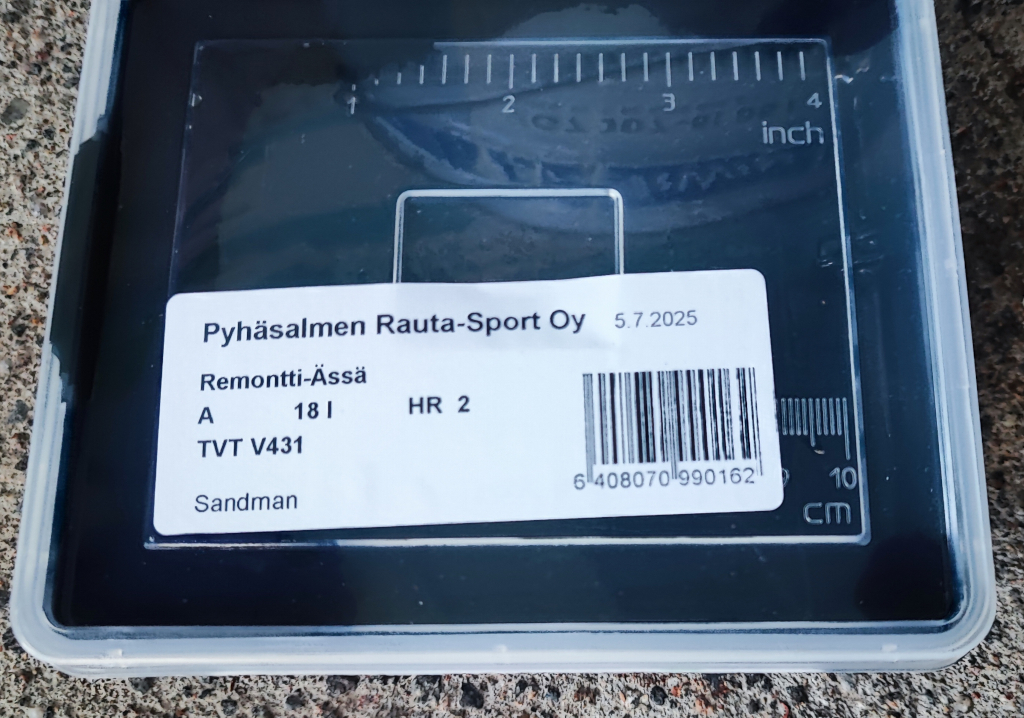 1 2 3 4
inch
Pyhäsalmen Rauta-Sport Oy 5.7.2025
Remontti-Ässä
A 18 l HR 2
TVT V431
6 408070 990162
Sandman
10
cm